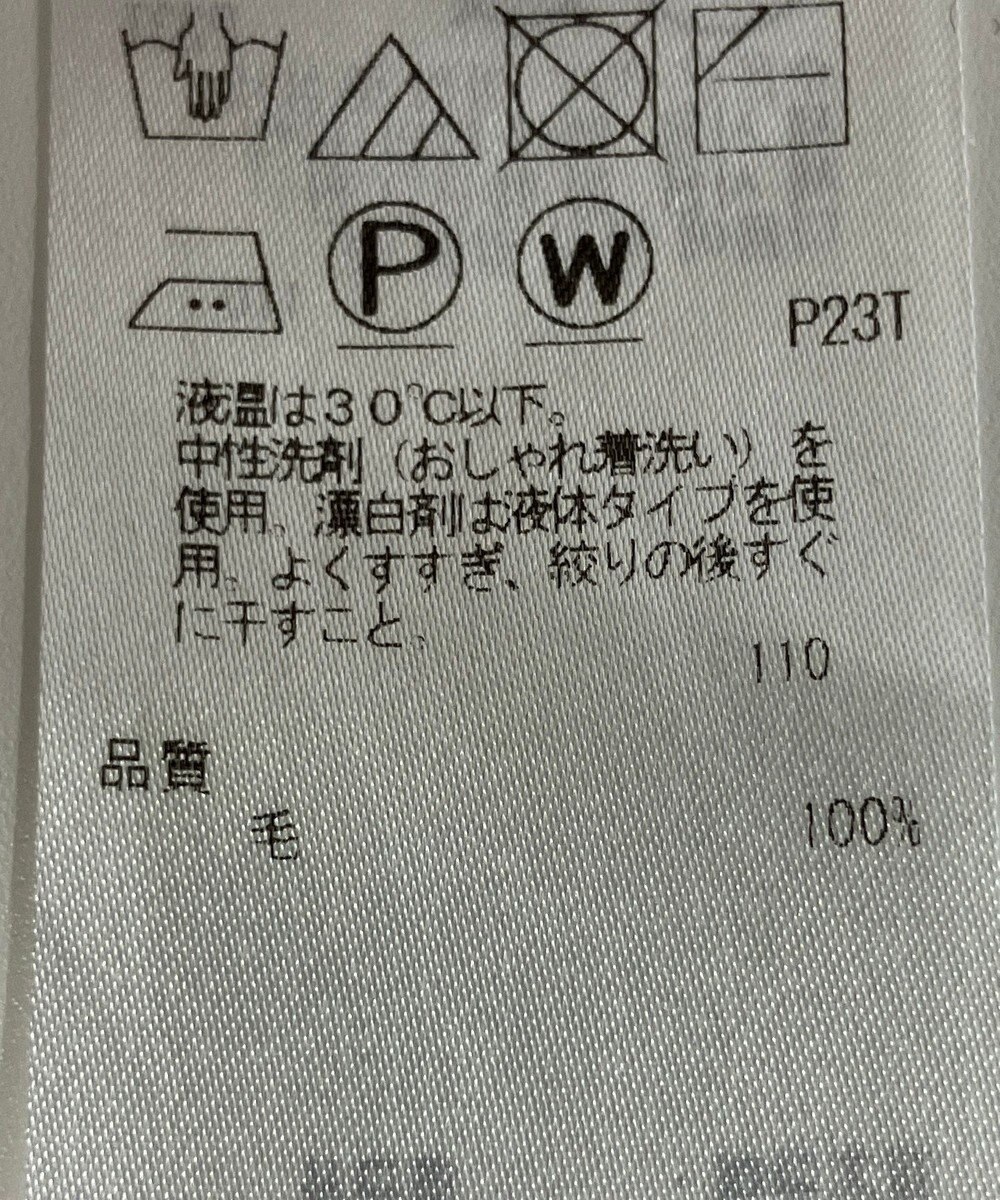 P W
P23T
液温は30℃以下。
中性洗剤(おしゃれ着洗い)を
使用、漂白剤は液体タイプを使
用、よくすすぎ、絞りの後すぐ
に干すこと。
110
品質
毛 100%